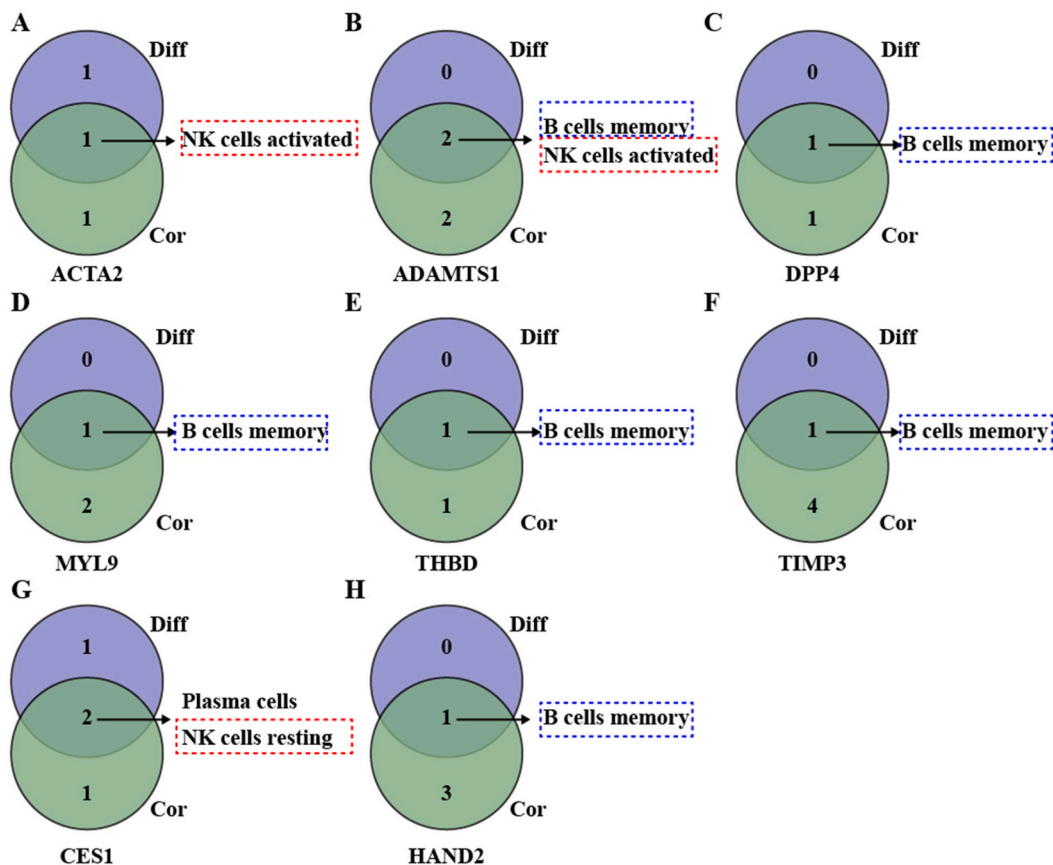 A
Diff
1
1
NK cells activated
1
Cor
ACTA2
B
Diff
0
2
B cells memory
NK cells activated
2
Cor
ADAMTS1
C
Diff
0
1
B cells memory
1
Cor
DPP4
D
Diff
0
1
B cells memory
2
Cor
MYL9
E
Diff
0
1
B cells memory
1
Cor
THBD
F
Diff
0
1
B cells memory
4
Cor
TIMP3
G
Diff
1
2
Plasma cells
NK cells resting
1
Cor
CES1
H
Diff
0
1
B cells memory
3
Cor
HAND2